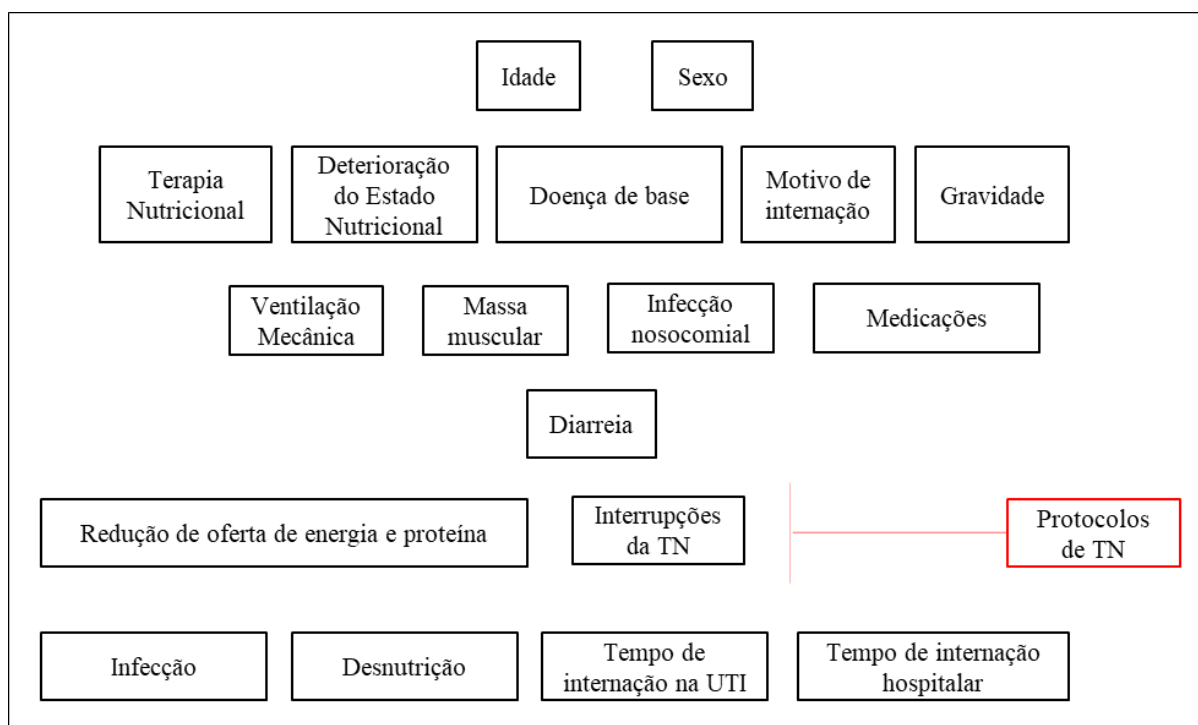 Idade
Sexo
Terapia
Nutricional
Deterioração
do Estado
Nutricional
Doença de base
Motivo de
internação
Gravidade
Ventilação
Mecânica
Massa
muscular
Infecção
nosocomial
Medicações
Diarreia
Redução de oferta de energia e proteína
Interrupções
da TN
Protocolos
de TN
Infecção
Desnutrição
Tempo de
internação na UTI
Tempo de internação
hospitalar